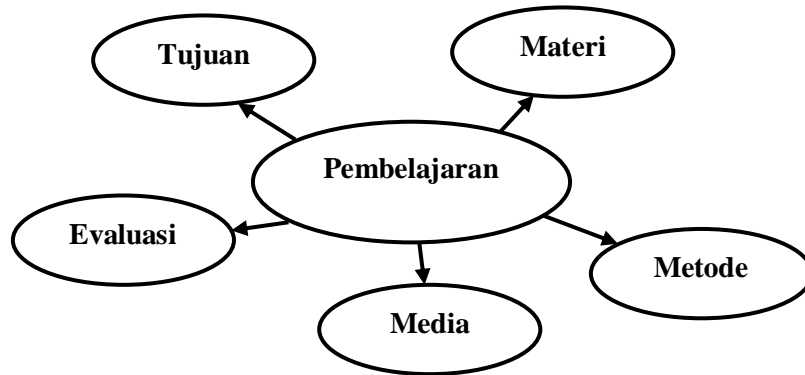 Tujuan
Materi
Pembelajaran
Evaluasi
Metode
Media